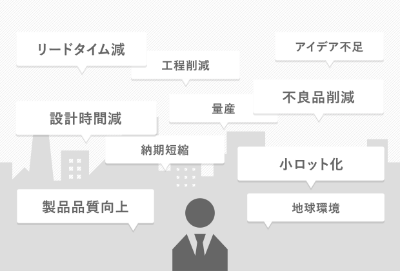 リードタイム減
アイデア不足
工程削減
不良品削減
量産
設計時間減
納期短縮
小ロット化
製品品質向上
地球環境